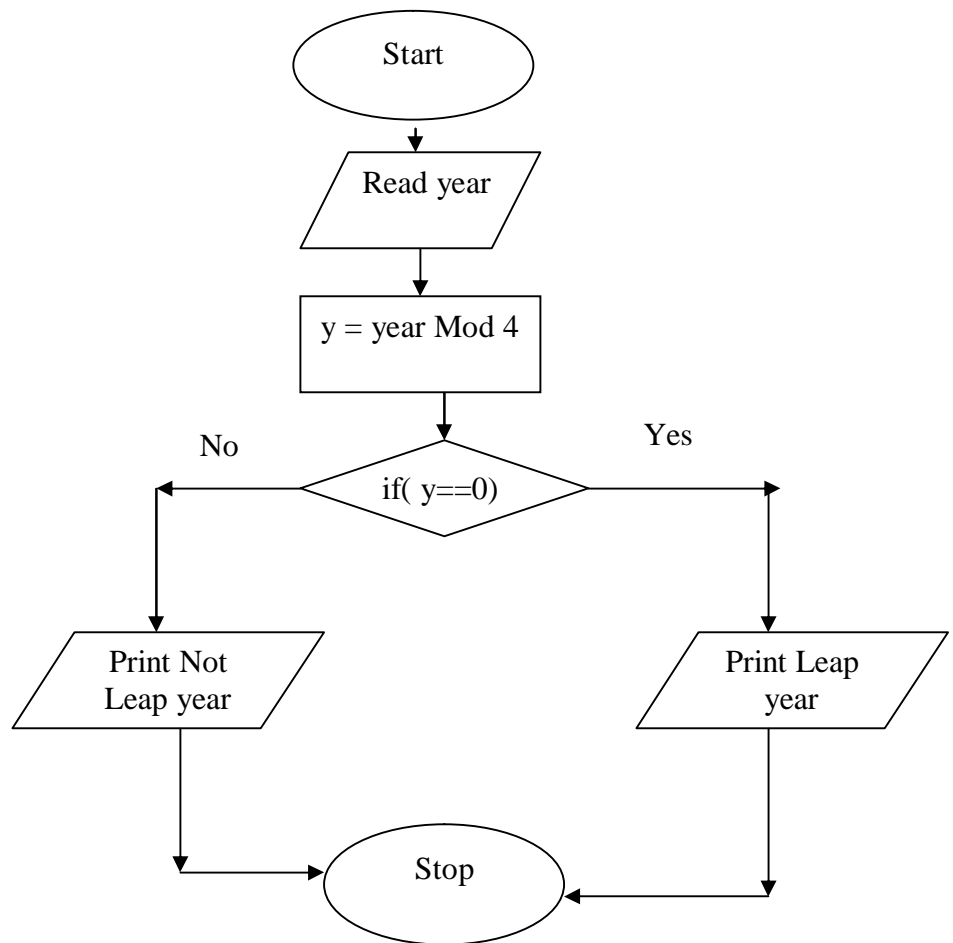 Start
Read year
y = year Mod 4
No
Yes
if( y==0)
Print Not
Leap year
Print Leap
year
Stop